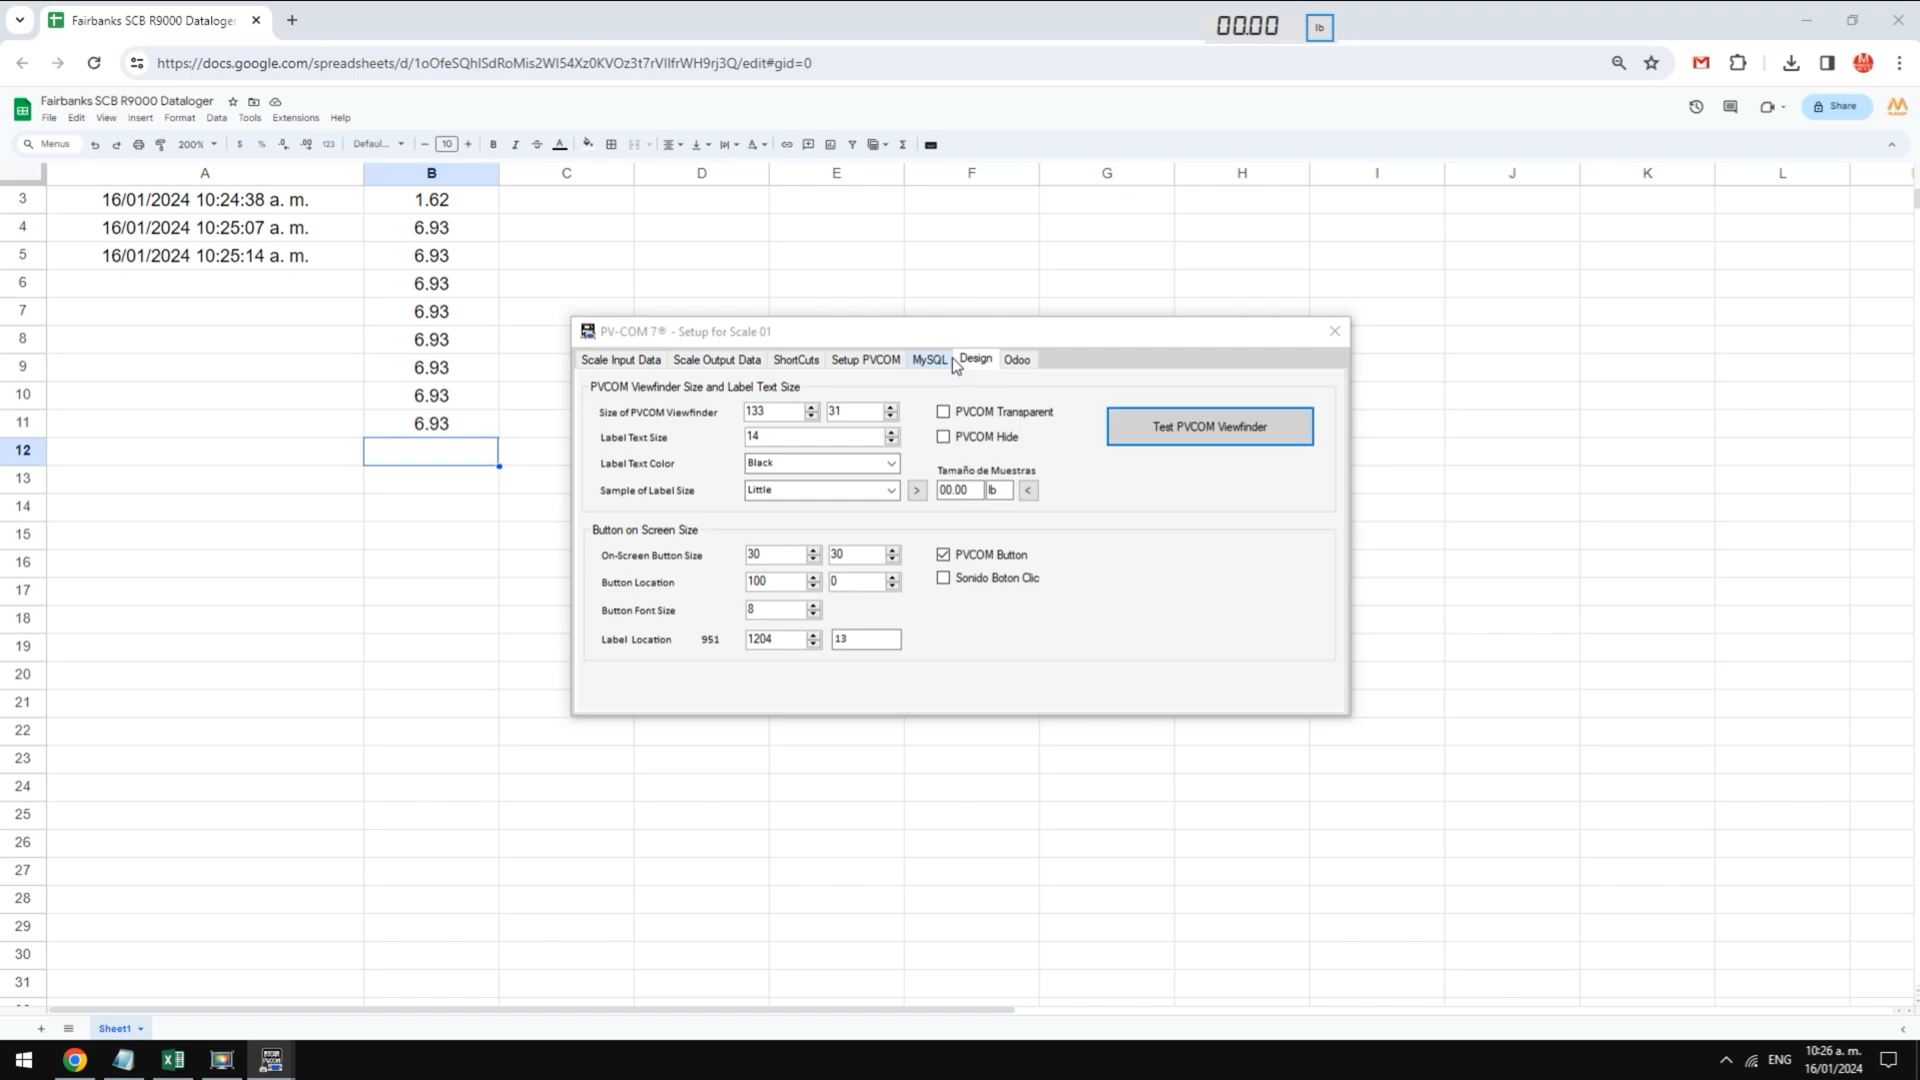 Fairbanks SCB R9000 Dataloger
00.00 lb
https://docs.google.com/spreadsheets/d/1oOfeSQhlSdRoMis2WI54Xz0KVOz3t7rVlIfrWH9rj3Q/edit#gid=0
Fairbanks SCB R9000 Dataloger
File Edit View Insert Format Data Tools Extensions Help
Share
Menus 200% $ % .0 .00 123 Defaul... 10 B I A
A B C D E F G H I J K L
3 16/01/2024 10:24:38 a. m. 1.62
4 16/01/2024 10:25:07 a. m. 6.93
5 16/01/2024 10:25:14 a. m. 6.93
6 6.93
7 6.93
8 6.93
9 6.93
10 6.93
11 6.93
12
13
14
15
16
17
18
19
20
21
22
23
24
25
26
27
28
29
30
31
PV-COM 7® - Setup for Scale 01
Scale Input Data Scale Output Data ShortCuts Setup PVCOM MySQL Design Odoo
PVCOM Viewfinder Size and Label Text Size
Size of PVCOM Viewfinder 133 31 PVCOM Transparent
Test PVCOM Viewfinder
Label Text Size 14 PVCOM Hide
Label Text Color Black Tamaño de Muestras
Sample of Label Size Little > 00.00 lb <
Button on Screen Size
On-Screen Button Size 30 30 PVCOM Button
Button Location 100 0 Sonido Boton Clic
Button Font Size 8
Label Location 951 1204 13
Sheet1
ENG 10:26 a. m.
16/01/2024